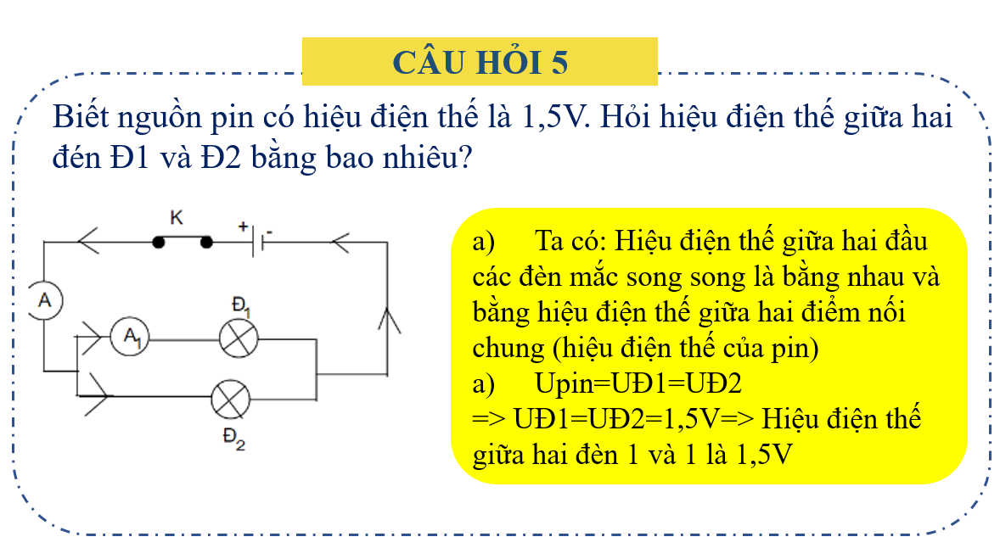 CÂU HỎI 5
Biết nguồn pin có hiệu điện thế là 1,5V. Hỏi hiệu điện thế giữa hai
đén Đ1 và Đ2 bằng bao nhiêu?
K
+ -
A
Đ1
A1
Đ2
a) Ta có: Hiệu điện thế giữa hai đầu
các đèn mắc song song là bằng nhau và
bằng hiệu điện thế giữa hai điểm nối
chung (hiệu điện thế của pin)
a) Upin=UĐ1=UĐ2
=> UĐ1=UĐ2=1,5V=> Hiệu điện thế
giữa hai đèn 1 và 1 là 1,5V